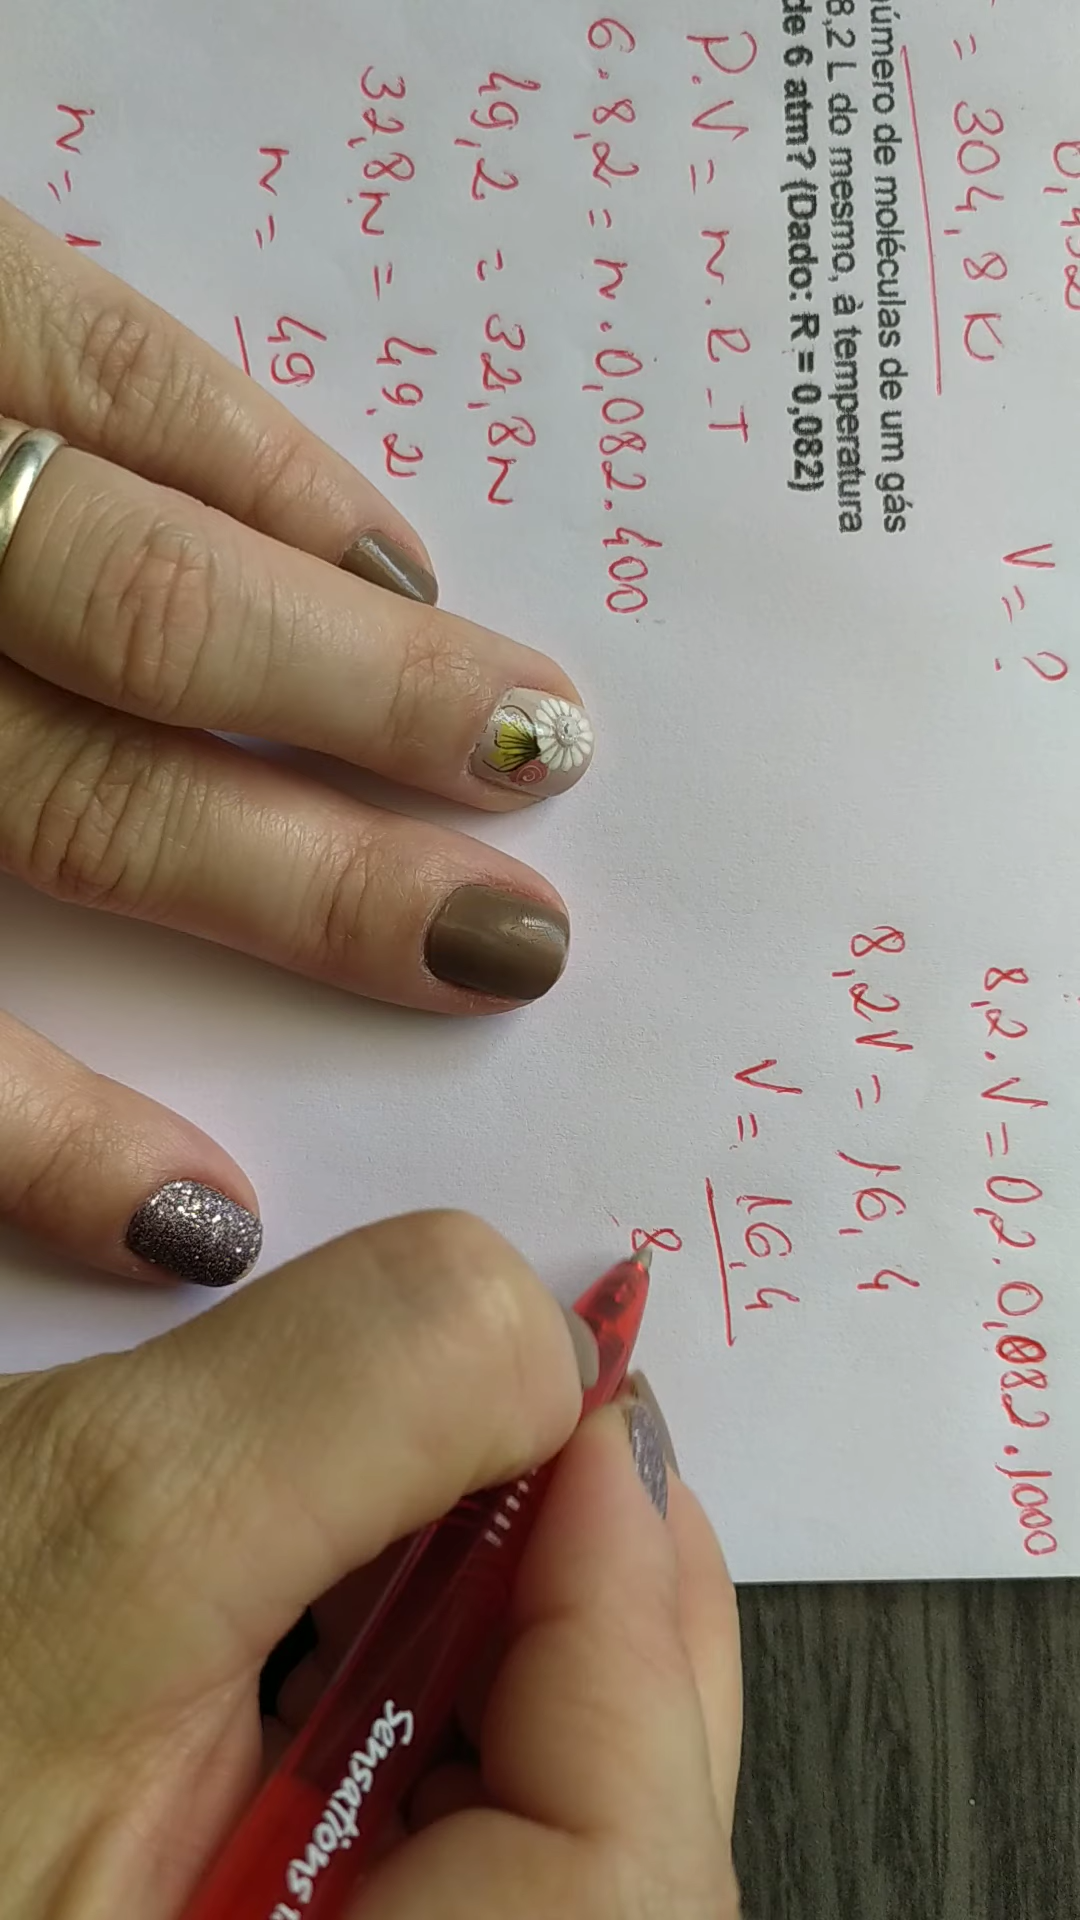 = 304,8 K
número de moléculas de um gás
8,2 L do mesmo, à temperatura
de 6 atm? (Dado: R = 0,082)
P.V = n.R.T
6.8,2 = n.0,082.400
49,2 = 32,8n
32,8n = 49,2
n = 49
n = 1
V = ?
8,2.V = 0,2.0,082.1000
8,2V = 16,4
V = 16,4
8
Sensations